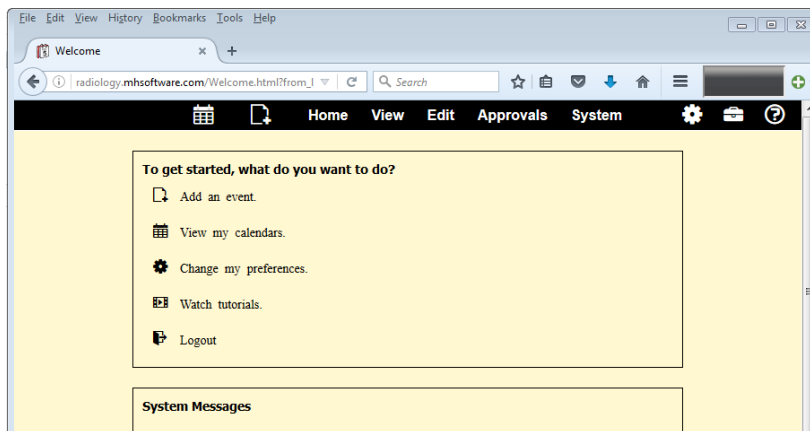 File Edit View History Bookmarks Tools Help
Welcome
radiology.mhsoftware.com/Welcome.html?from_l
Search
Home View Edit Approvals System
To get started, what do you want to do?
Add an event.
View my calendars.
Change my preferences.
Watch tutorials.
Logout
System Messages